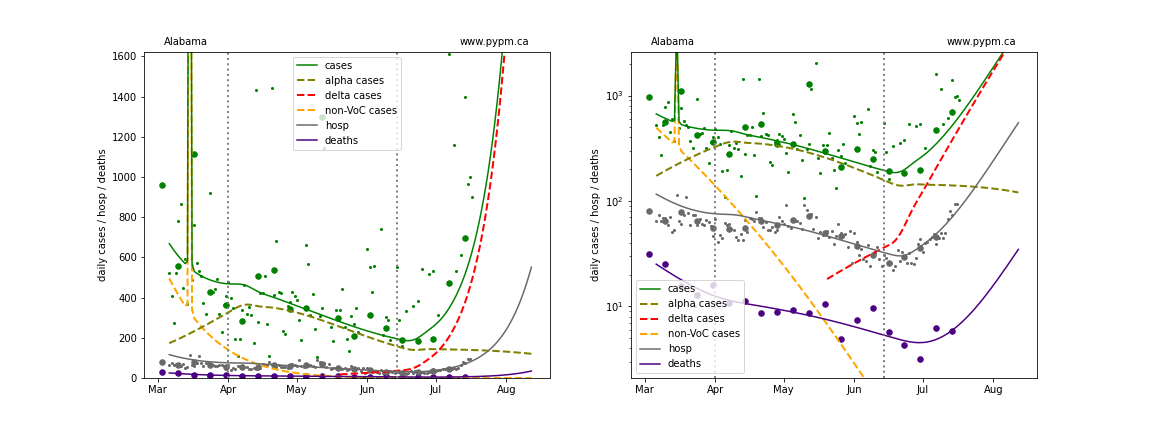 Alabama www.pypm.ca
daily cases / hosp / deaths
1600
1400
1200
1000
800
600
400
200
0
cases
alpha cases
delta cases
non-VoC cases
hosp
deaths
Mar Apr May Jun Jul Aug
Alabama www.pypm.ca
daily cases / hosp / deaths
10³
10²
10¹
cases
alpha cases
delta cases
non-VoC cases
hosp
deaths
Mar Apr May Jun Jul Aug